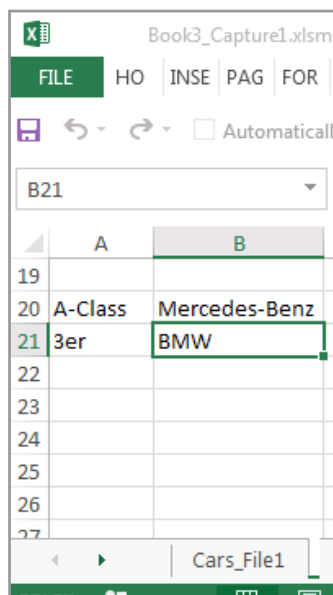 Book3_Capture1.xlsm
FILE HO INSE PAG FOR
Automaticall
B21
A B
19
20 A-Class Mercedes-Benz
21 3er BMW
22
23
24
25
26
27
Cars_File1